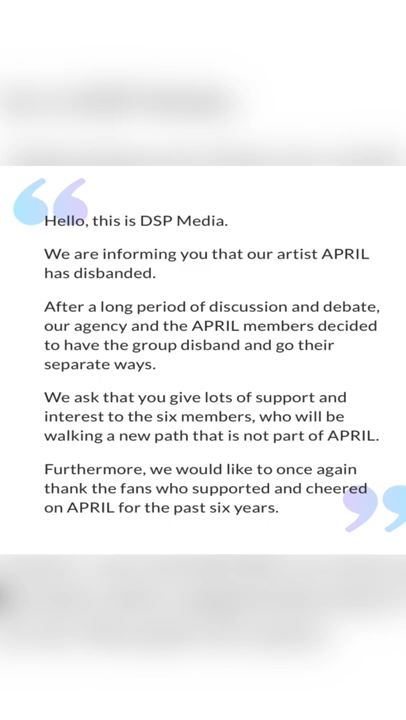 Hello, this is DSP Media.
We are informing you that our artist APRIL
has disbanded.
After a long period of discussion and debate,
our agency and the APRIL members decided
to have the group disband and go their
separate ways.
We ask that you give lots of support and
interest to the six members, who will be
walking a new path that is not part of APRIL.
Furthermore, we would like to once again
thank the fans who supported and cheered
on APRIL for the past six years.